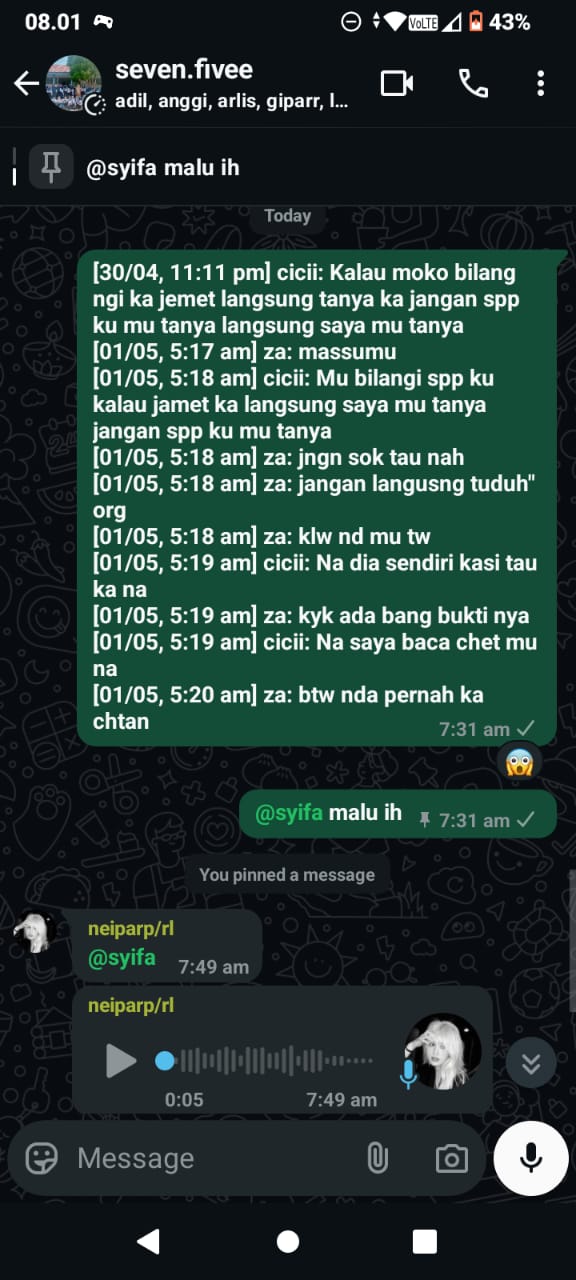 08.01
VoLTE
43%
seven.fivee
adil, anggi, arlis, giparr, l...
@syifa malu ih
Today
[30/04, 11:11 pm] cicii: Kalau moko bilang
ngi ka jemet langsung tanya ka jangan spp
ku mu tanya langsung saya mu tanya
[01/05, 5:17 am] za: massumu
[01/05, 5:18 am] cicii: Mu bilangi spp ku
kalau jamet ka langsung saya mu tanya
jangan spp ku mu tanya
[01/05, 5:18 am] za: jngn sok tau nah
[01/05, 5:18 am] za: jangan langusng tuduh"
org
[01/05, 5:18 am] za: klw nd mu tw
[01/05, 5:19 am] cicii: Na dia sendiri kasi tau
ka na
[01/05, 5:19 am] za: kyk ada bang bukti nya
[01/05, 5:19 am] cicii: Na saya baca chet mu
na
[01/05, 5:20 am] za: btw nda pernah ka
chtan
7:31 am
@syifa malu ih
7:31 am
You pinned a message
neiparp/rl
@syifa
7:49 am
neiparp/rl
0:05
7:49 am
Message